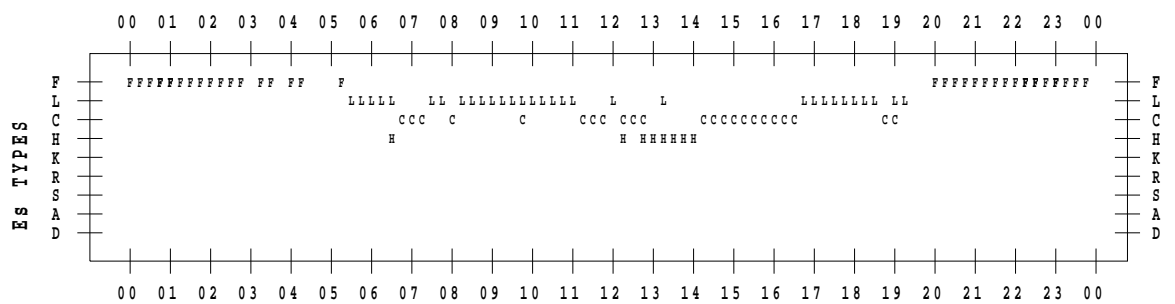 00 01 02 03 04 05 06 07 08 09 10 11 12 13 14 15 16 17 18 19 20 21 22 23 00
Es TYPES
F FFFFFFFFFFFF FF FF F FFFFFFFFFFFFFFFF F
L LLLLL LL LLLLLLLLLLLL L L LLLLLLLL LL L
C CCC C C CCC CCC CCCCCCCCCC CC C
H H H HHHHHH H
K K
R R
S S
A A
D D
00 01 02 03 04 05 06 07 08 09 10 11 12 13 14 15 16 17 18 19 20 21 22 23 00